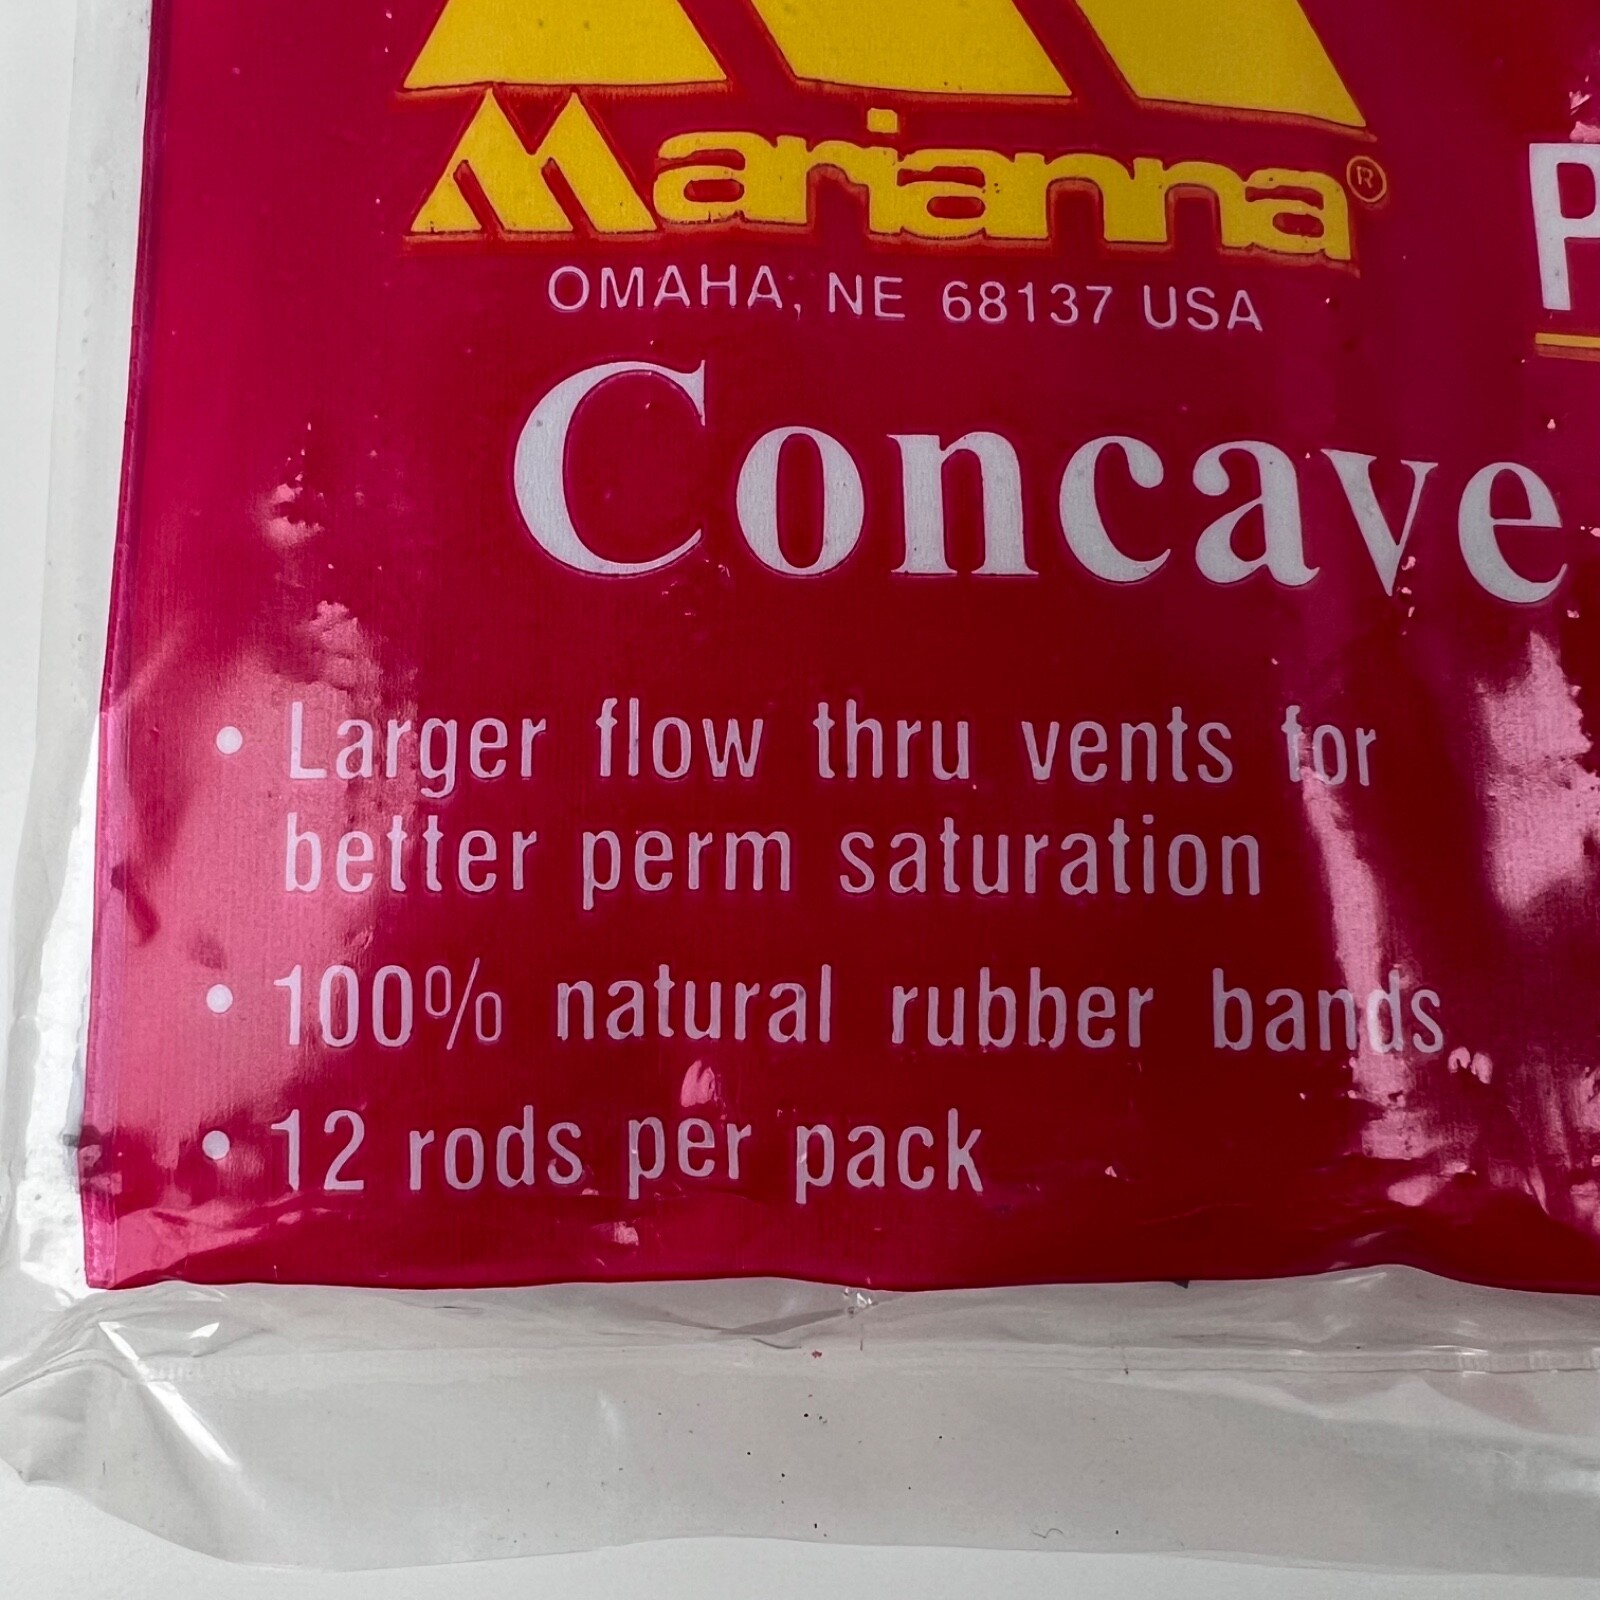 Marianna®
OMAHA, NE 68137 USA
P
Concave
• Larger flow thru vents for
better perm saturation
• 100% natural rubber bands
• 12 rods per pack